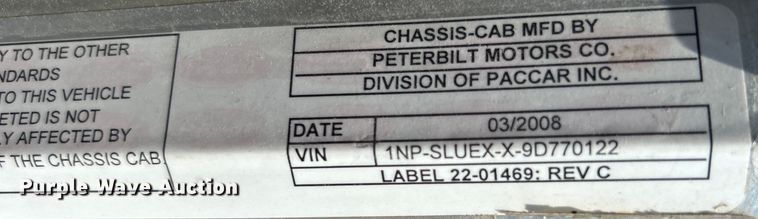 Y TO THE OTHER
NDARDS
TO THIS VEHICLE
ETED IS NOT
LY AFFECTED BY
F THE CHASSIS CAB
CHASSIS-CAB MFD BY
PETERBILT MOTORS CO.
DIVISION OF PACCAR INC.
DATE 03/2008
VIN 1NP-SLUEX-X-9D770122
LABEL 22-01469: REV C
Purple Wave Auction